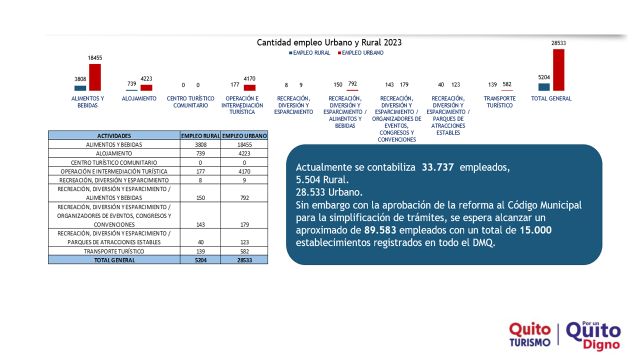 Cantidad empleo Urbano y Rural 2023
EMPLEO RURAL EMPLEO URBANO
3808 18455
739 4223
0 0
177 4170
8 9
150 792
143 179
40 123
139 582
5204 28533
ALIMENTOS Y
BEBIDAS
ALOJAMIENTO
CENTRO TURÍSTICO
COMUNITARIO
OPERACIÓN E
INTERMEDIACIÓN
TURÍSTICA
RECREACIÓN,
DIVERSIÓN Y
ESPARCIMIENTO
RECREACIÓN,
DIVERSIÓN Y
ESPARCIMIENTO /
ALIMENTOS Y
BEBIDAS
RECREACIÓN,
DIVERSIÓN Y
ESPARCIMIENTO /
ORGANIZADORES DE
EVENTOS,
CONGRESOS Y
CONVENCIONES
RECREACIÓN,
DIVERSIÓN Y
ESPARCIMIENTO /
PARQUES DE
ATRACCIONES
ESTABLES
TRANSPORTE
TURÍSTICO
TOTAL GENERAL
ACTIVIDADES EMPLEO RURAL EMPLEO URBANO
ALIMENTOS Y BEBIDAS 3808 18455
ALOJAMIENTO 739 4223
CENTRO TURÍSTICO COMUNITARIO 0 0
OPERACIÓN E INTERMEDIACIÓN TURÍSTICA 177 4170
RECREACIÓN, DIVERSIÓN Y ESPARCIMIENTO 8 9
RECREACIÓN, DIVERSIÓN Y ESPARCIMIENTO /
ALIMENTOS Y BEBIDAS 150 792
RECREACIÓN, DIVERSIÓN Y ESPARCIMIENTO /
ORGANIZADORES DE EVENTOS, CONGRESOS Y
CONVENCIONES 143 179
RECREACIÓN, DIVERSIÓN Y ESPARCIMIENTO /
PARQUES DE ATRACCIONES ESTABLES 40 123
TRANSPORTE TURÍSTICO 139 582
TOTAL GENERAL 5204 28533
Actualmente se contabiliza 33.737 empleados,
5.504 Rural.
28.533 Urbano.
Sin embargo con la aprobación de la reforma al Código Municipal
para la simplificación de trámites, se espera alcanzar un
aproximado de 89.583 empleados con un total de 15.000
establecimientos registrados en todo el DMQ.
Quito
TURISMO
Por un
Quito
Digno